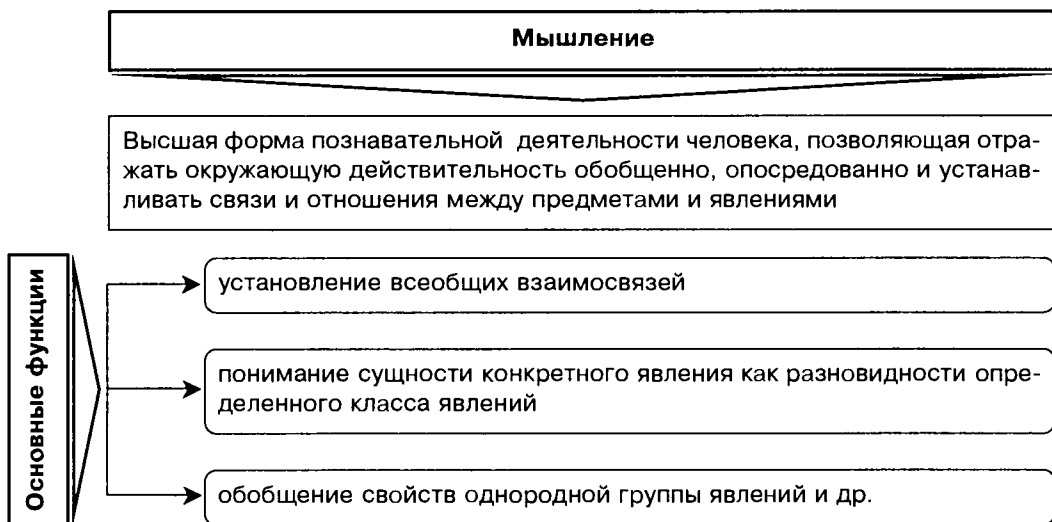 Мышление
Высшая форма познавательной деятельности человека, позволяющая отра-
жать окружающую действительность обобщенно, опосредованно и устанав-
ливать связи и отношения между предметами и явлениями
Основные функции
установление всеобщих взаимосвязей
понимание сущности конкретного явления как разновидности опре-
деленного класса явлений
обобщение свойств однородной группы явлений и др.